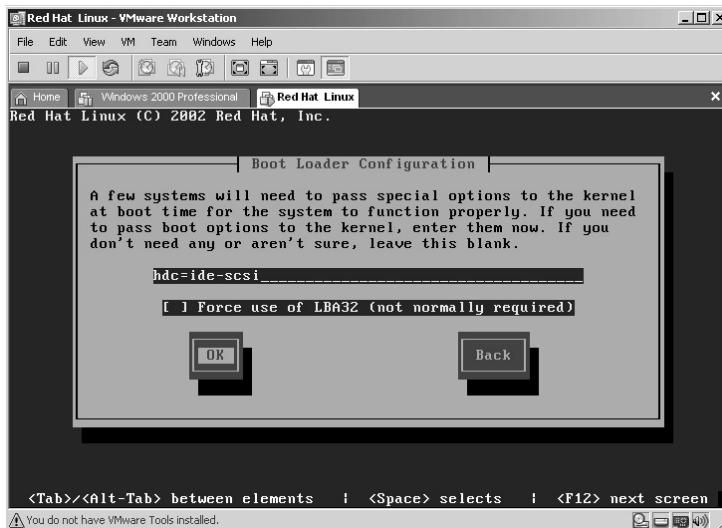 Red Hat Linux - VMware Workstation
File Edit View VM Team Windows Help
Home Windows 2000 Professional Red Hat Linux
Red Hat Linux (C) 2002 Red Hat, Inc.
Boot Loader Configuration
A few systems will need to pass special options to the kernel
at boot time for the system to function properly. If you need
to pass boot options to the kernel, enter them now. If you
don't need any or aren't sure, leave this blank.
hdc=ide-scsi
[ ] Force use of LBA32 (not normally required)
OK Back
<Tab>/<Alt-Tab> between elements | <Space> selects | <F12> next screen
You do not have VMware Tools installed.